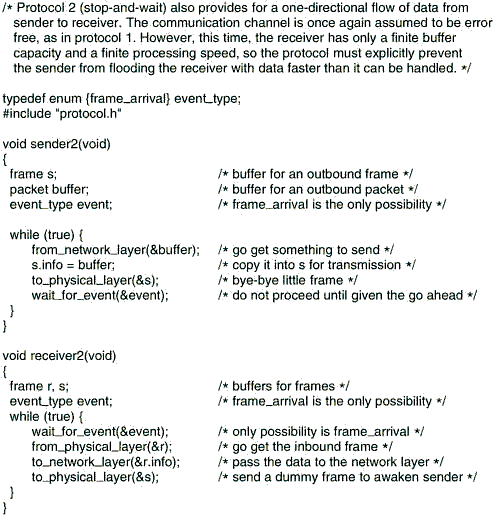 /* Protocol 2 (stop-and-wait) also provides for a one-directional flow of data from
sender to receiver. The communication channel is once again assumed to be error
free, as in protocol 1. However, this time, the receiver has only a finite buffer
capacity and a finite processing speed, so the protocol must explicitly prevent
the sender from flooding the receiver with data faster than it can be handled. */
typedef enum {frame_arrival} event_type;
#include "protocol.h"
void sender2(void)
{
frame s; /* buffer for an outbound frame */
packet buffer; /* buffer for an outbound packet */
event_type event; /* frame_arrival is the only possibility */
while (true) {
from_network_layer(&buffer); /* go get something to send */
s.info = buffer; /* copy it into s for transmission */
to_physical_layer(&s); /* bye-bye little frame */
wait_for_event(&event); /* do not proceed until given the go ahead */
}
}
void receiver2(void)
{
frame r, s; /* buffers for frames */
event_type event; /* frame_arrival is the only possibility */
while (true) {
wait_for_event(&event); /* only possibility is frame_arrival */
from_physical_layer(&r); /* go get the inbound frame */
to_network_layer(&r.info); /* pass the data to the network layer */
to_physical_layer(&s); /* send a dummy frame to awaken sender */
}
}